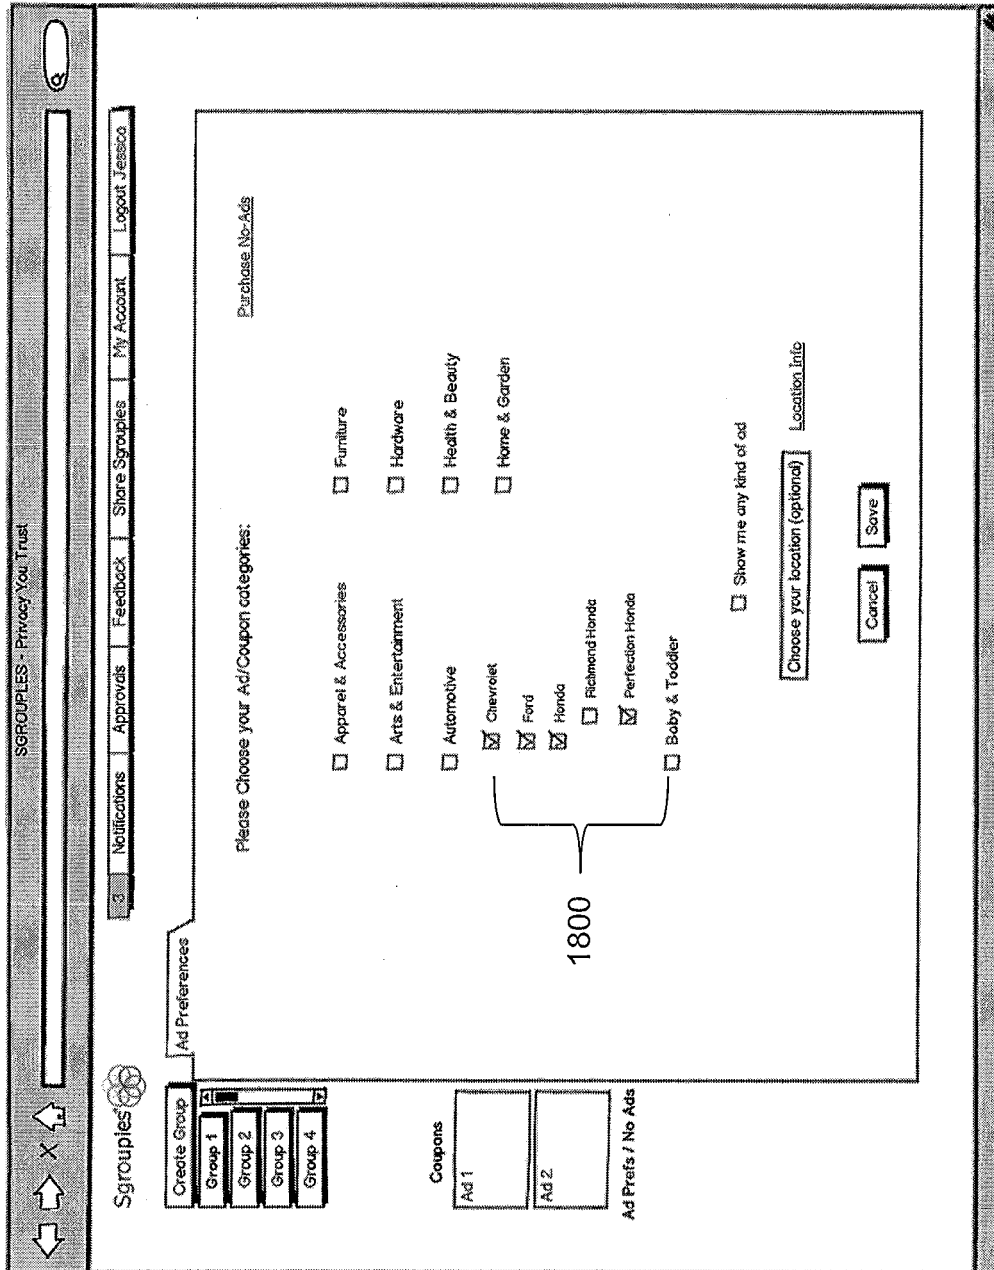 SGROUPLES - Privacy You Trust
Sgrouples
3 Notifications Approvals Feedback Share Sgrouples My Account Logout Jessica
Create Group
Group 1
Group 2
Group 3
Group 4
Coupons
Ad 1
Ad 2
Ad Prefs / No Ads
Ad Preferences
Please Choose your Ad/Coupon categories:
Purchase No-Ads
Apparel & Accessories
Arts & Entertainment
Automotive
Chevrolet
Ford
Honda
Richmond Honda
Perfection Honda
Baby & Toddler
Furniture
Hardware
Health & Beauty
Home & Garden
1800
Show me any kind of ad
Choose your location (optional) Location Info
Cancel Save